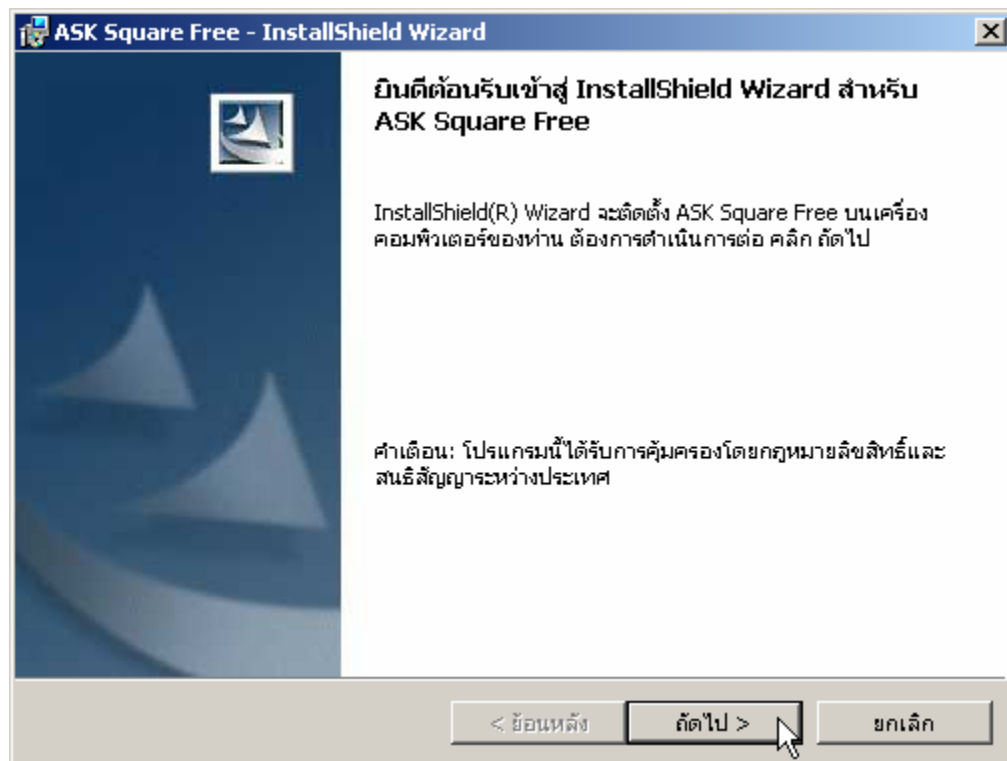 ASK Square Free - InstallShield Wizard
ยินดีต้อนรับเข้าสู่ InstallShield Wizard สำหรับ
ASK Square Free
InstallShield(R) Wizard จะติดตั้ง ASK Square Free บนเครื่อง
คอมพิวเตอร์ของท่าน ต้องการดำเนินการต่อ คลิก ถัดไป
คำเตือน: โปรแกรมนี้ได้รับการคุ้มครองโดยกฎหมายลิขสิทธิ์และ
สนธิสัญญาระหว่างประเทศ
< ย้อนหลัง
ถัดไป >
ยกเลิก